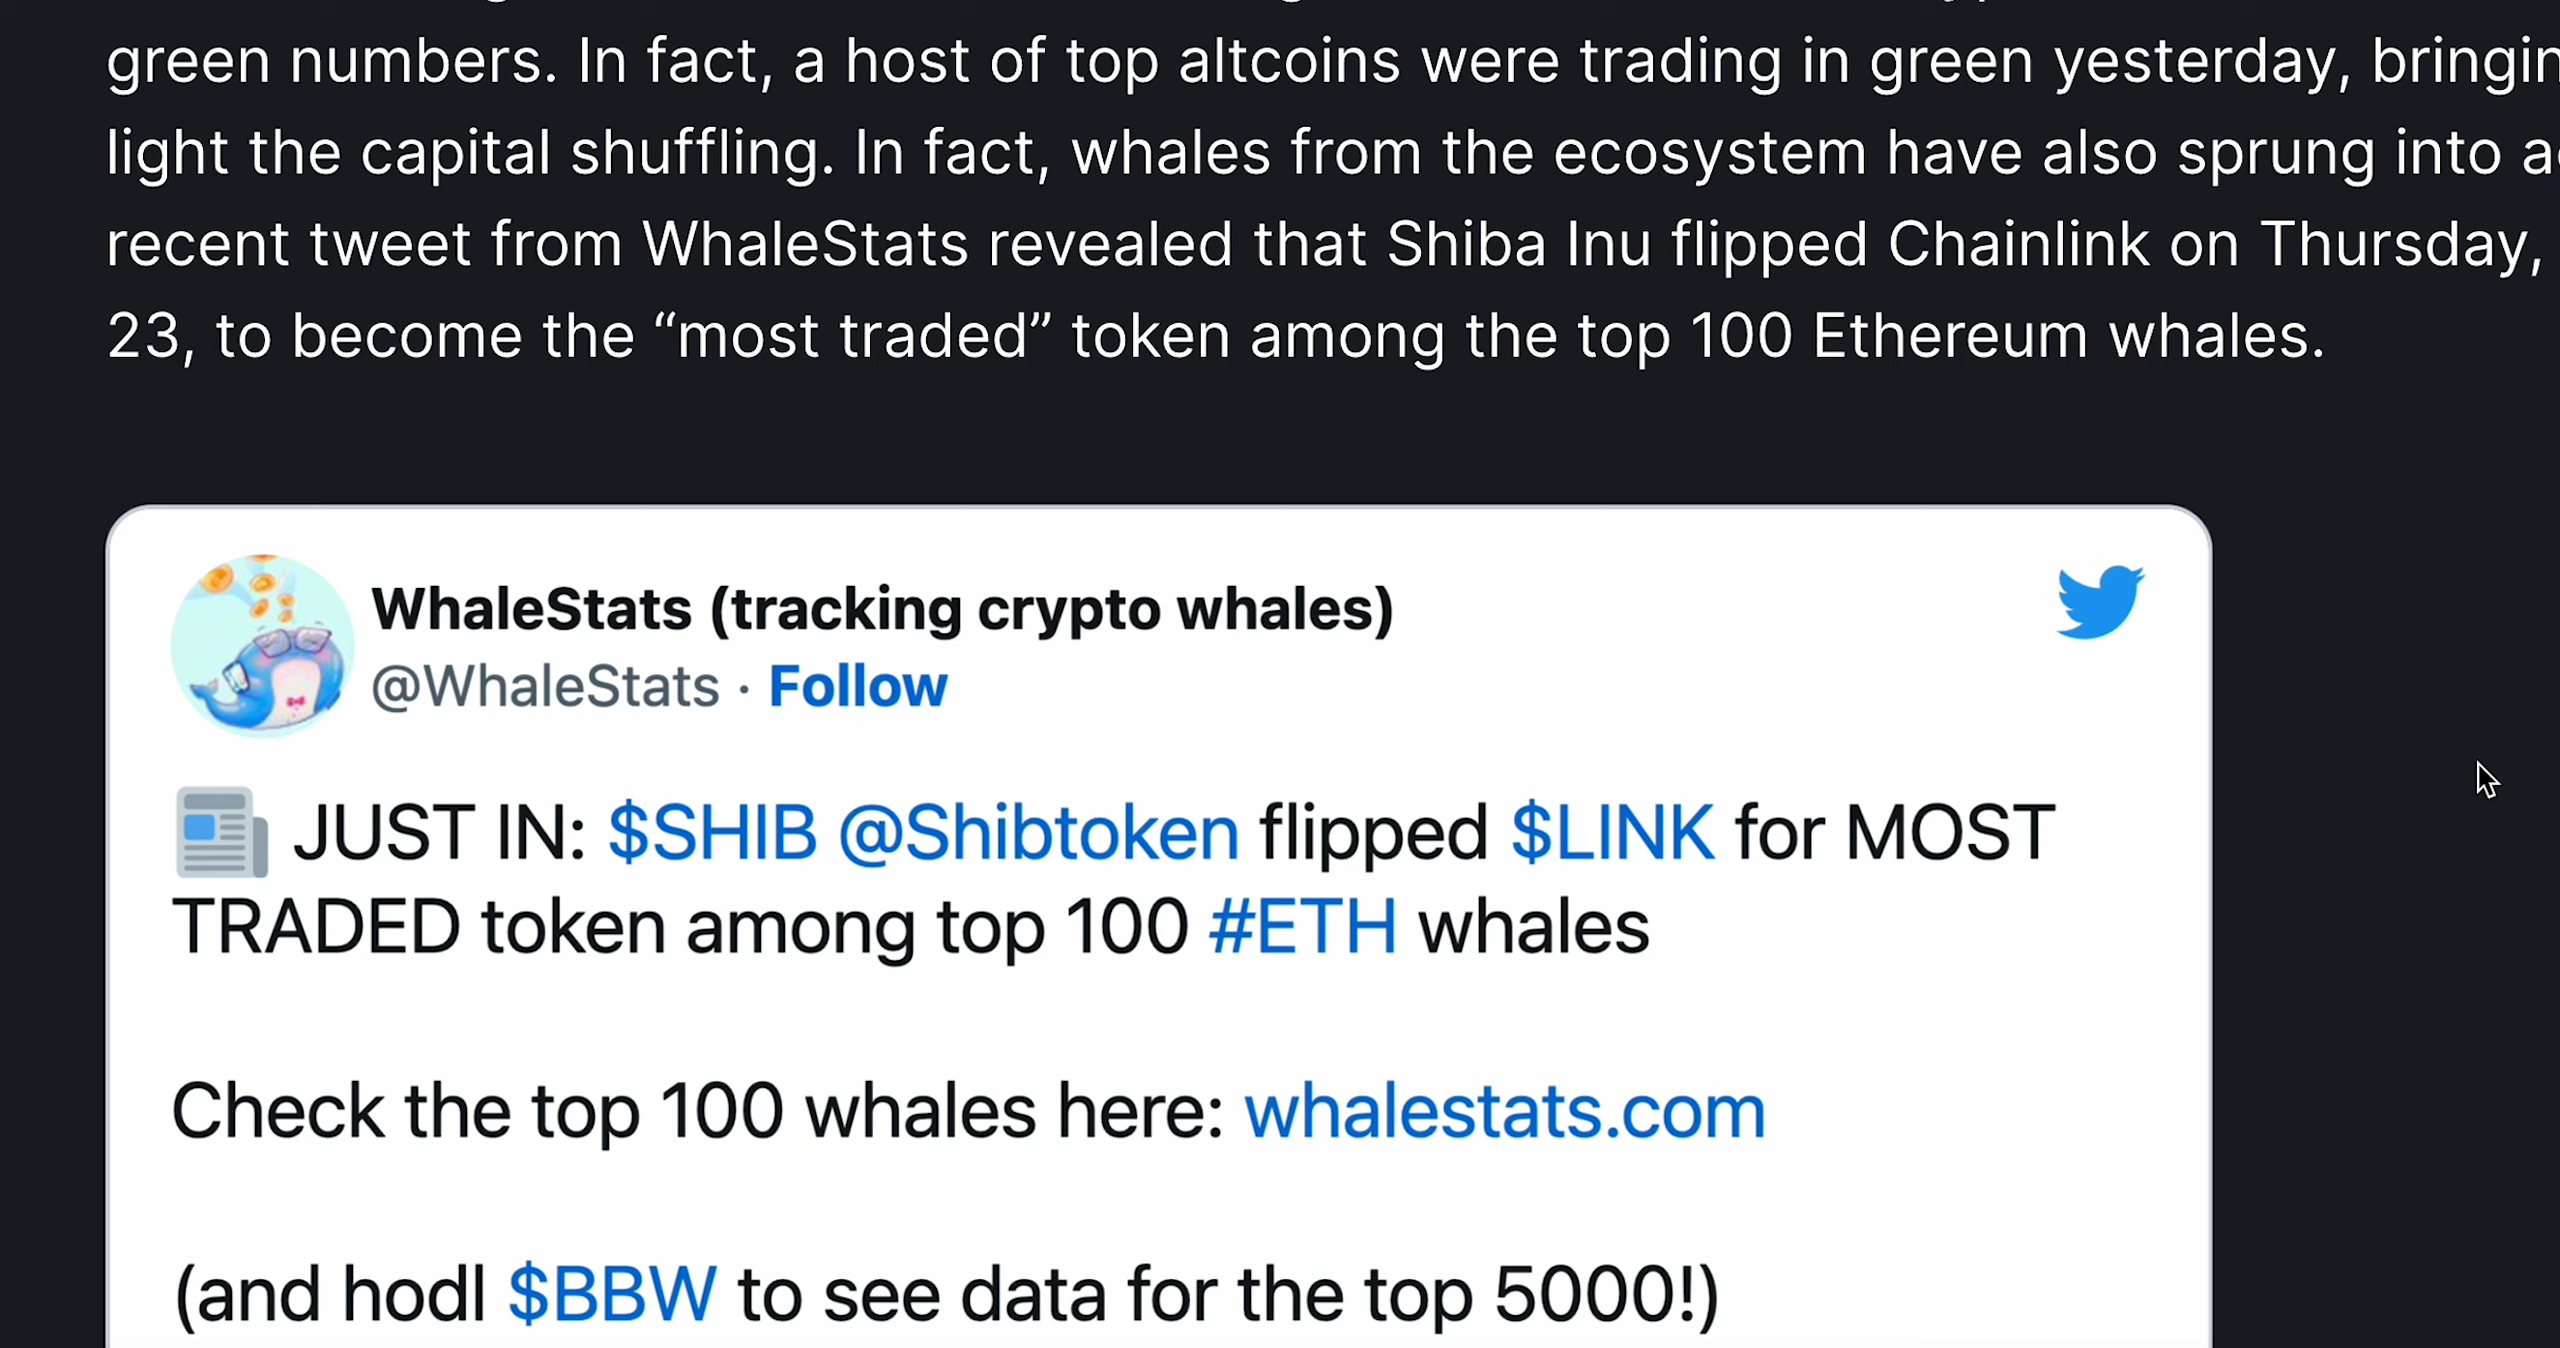 green numbers. In fact, a host of top altcoins were trading in green yesterday,
light the capital shuffling. In fact, whales from the ecosystem have also sprung into
recent tweet from WhaleStats revealed that Shiba Inu flipped Chainlink on Thursday,
23, to become the “most traded” token among the top 100 Ethereum whales.
WhaleStats (tracking crypto whales)
@WhaleStats · Follow
JUST IN: $SHIB @Shibtoken flipped $LINK for MOST
TRADED token among top 100 #ETH whales
Check the top 100 whales here: whalestats.com
(and hodl $BBW to see data for the top 5000!)